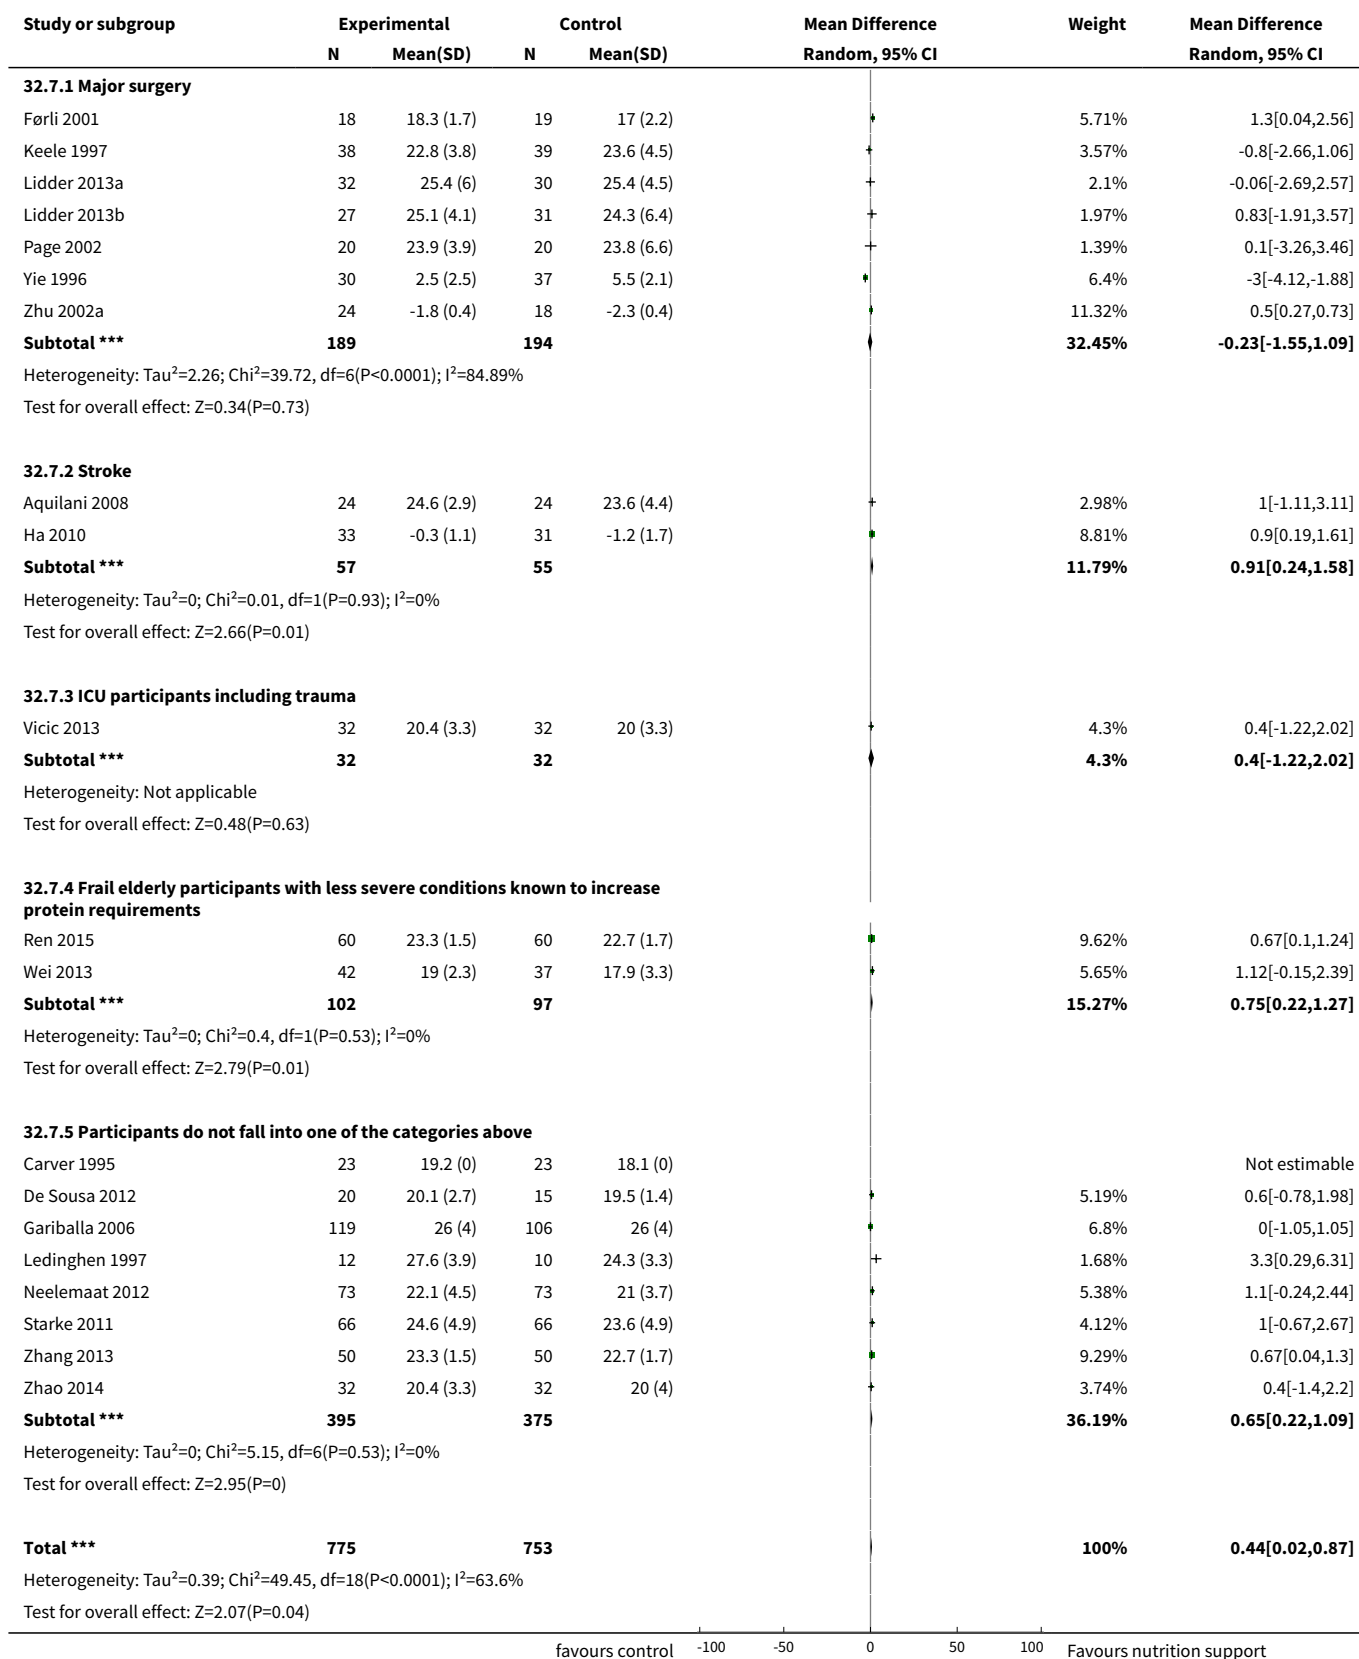 Study or subgroup Experimental Control Mean Difference Weight Mean Difference
N Mean(SD) N Mean(SD) Random, 95% CI Random, 95% CI
32.7.1 Major surgery
Førli 2001 18 18.3 (1.7) 19 17 (2.2) 5.71% 1.3[0.04,2.56]
Keele 1997 38 22.8 (3.8) 39 23.6 (4.5) 3.57% -0.8[-2.66,1.06]
Lidder 2013a 32 25.4 (6) 30 25.4 (4.5) 2.1% -0.06[-2.69,2.57]
Lidder 2013b 27 25.1 (4.1) 31 24.3 (6.4) 1.97% 0.83[-1.91,3.57]
Page 2002 20 23.9 (3.9) 20 23.8 (6.6) 1.39% 0.1[-3.26,3.46]
Yie 1996 30 2.5 (2.5) 37 5.5 (2.1) 6.4% -3[-4.12,-1.88]
Zhu 2002a 24 -1.8 (0.4) 18 -2.3 (0.4) 11.32% 0.5[0.27,0.73]
Subtotal *** 189 194 32.45% -0.23[-1.55,1.09]
Heterogeneity: Tau²=2.26; Chi²=39.72, df=6(P<0.0001); I²=84.89%
Test for overall effect: Z=0.34(P=0.73)
32.7.2 Stroke
Aquilani 2008 24 24.6 (2.9) 24 23.6 (4.4) 2.98% 1[-1.11,3.11]
Ha 2010 33 -0.3 (1.1) 31 -1.2 (1.7) 8.81% 0.9[0.19,1.61]
Subtotal *** 57 55 11.79% 0.91[0.24,1.58]
Heterogeneity: Tau²=0; Chi²=0.01, df=1(P=0.93); I²=0%
Test for overall effect: Z=2.66(P=0.01)
32.7.3 ICU participants including trauma
Vicic 2013 32 20.4 (3.3) 32 20 (3.3) 4.3% 0.4[-1.22,2.02]
Subtotal *** 32 32 4.3% 0.4[-1.22,2.02]
Heterogeneity: Not applicable
Test for overall effect: Z=0.48(P=0.63)
32.7.4 Frail elderly participants with less severe conditions known to increase
protein requirements
Ren 2015 60 23.3 (1.5) 60 22.7 (1.7) 9.62% 0.67[0.1,1.24]
Wei 2013 42 19 (2.3) 37 17.9 (3.3) 5.65% 1.12[-0.15,2.39]
Subtotal *** 102 97 15.27% 0.75[0.22,1.27]
Heterogeneity: Tau²=0; Chi²=0.4, df=1(P=0.53); I²=0%
Test for overall effect: Z=2.79(P=0.01)
32.7.5 Participants do not fall into one of the categories above
Carver 1995 23 19.2 (0) 23 18.1 (0) Not estimable
De Sousa 2012 20 20.1 (2.7) 15 19.5 (1.4) 5.19% 0.6[-0.78,1.98]
Gariballa 2006 119 26 (4) 106 26 (4) 6.8% 0[-1.05,1.05]
Ledinghen 1997 12 27.6 (3.9) 10 24.3 (3.3) 1.68% 3.3[0.29,6.31]
Neelemaat 2012 73 22.1 (4.5) 73 21 (3.7) 5.38% 1.1[-0.24,2.44]
Starke 2011 66 24.6 (4.9) 66 23.6 (4.9) 4.12% 1[-0.67,2.67]
Zhang 2013 50 23.3 (1.5) 50 22.7 (1.7) 9.29% 0.67[0.04,1.3]
Zhao 2014 32 20.4 (3.3) 32 20 (4) 3.74% 0.4[-1.4,2.2]
Subtotal *** 395 375 36.19% 0.65[0.22,1.09]
Heterogeneity: Tau²=0; Chi²=5.15, df=6(P=0.53); I²=0%
Test for overall effect: Z=2.95(P=0)
Total *** 775 753 100% 0.44[0.02,0.87]
Heterogeneity: Tau²=0.39; Chi²=49.45, df=18(P<0.0001); I²=63.6%
Test for overall effect: Z=2.07(P=0.04)
favours control -100 -50 0 50 100 Favours nutrition support